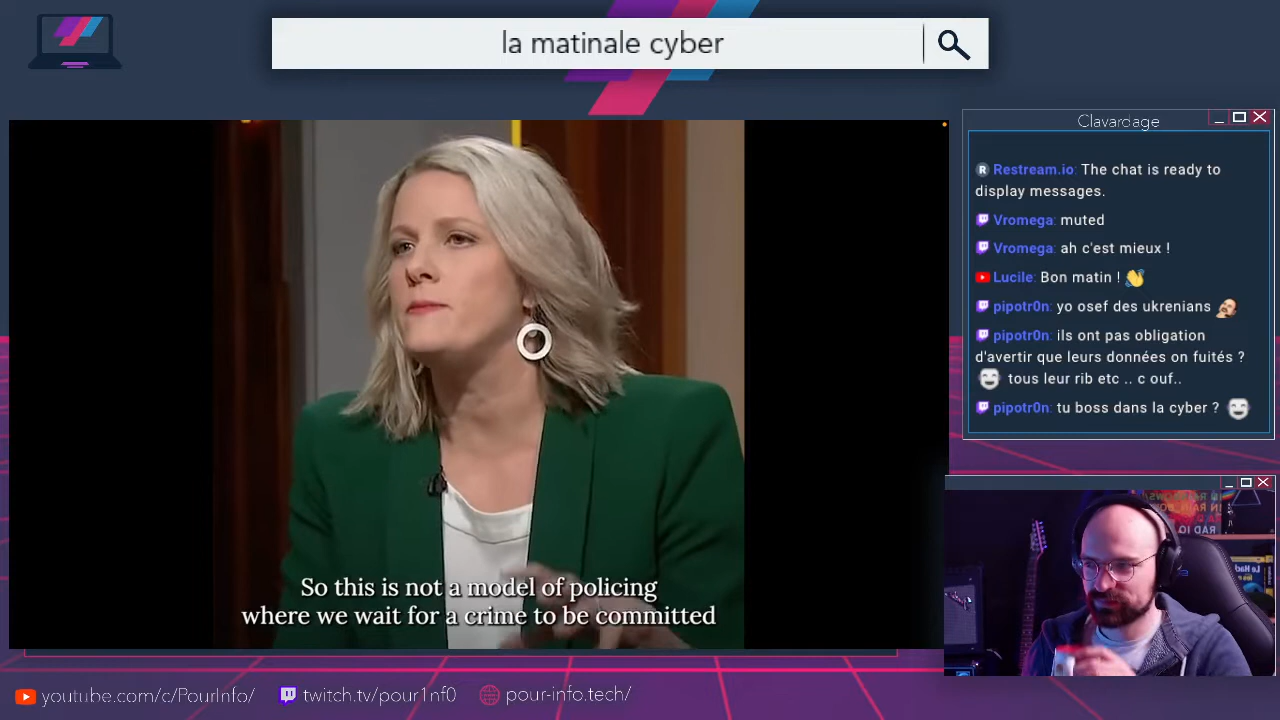 la matinale cyber
Clavardage
Restream.io: The chat is ready to
display messages.
Vromega: muted
Vromega: ah c'est mieux !
Lucile: Bon matin !
pipotr0n: yo osef des ukrenians
pipotr0n: ils ont pas obligation
d'avertir que leurs données on fuités ?
tous leur rib etc .. c ouf..
pipotr0n: tu boss dans la cyber ?
So this is not a model of policing
where we wait for a crime to be committed
youtube.com/c/PourInfo/
twitch.tv/pour1nf0
pour-info.tech/